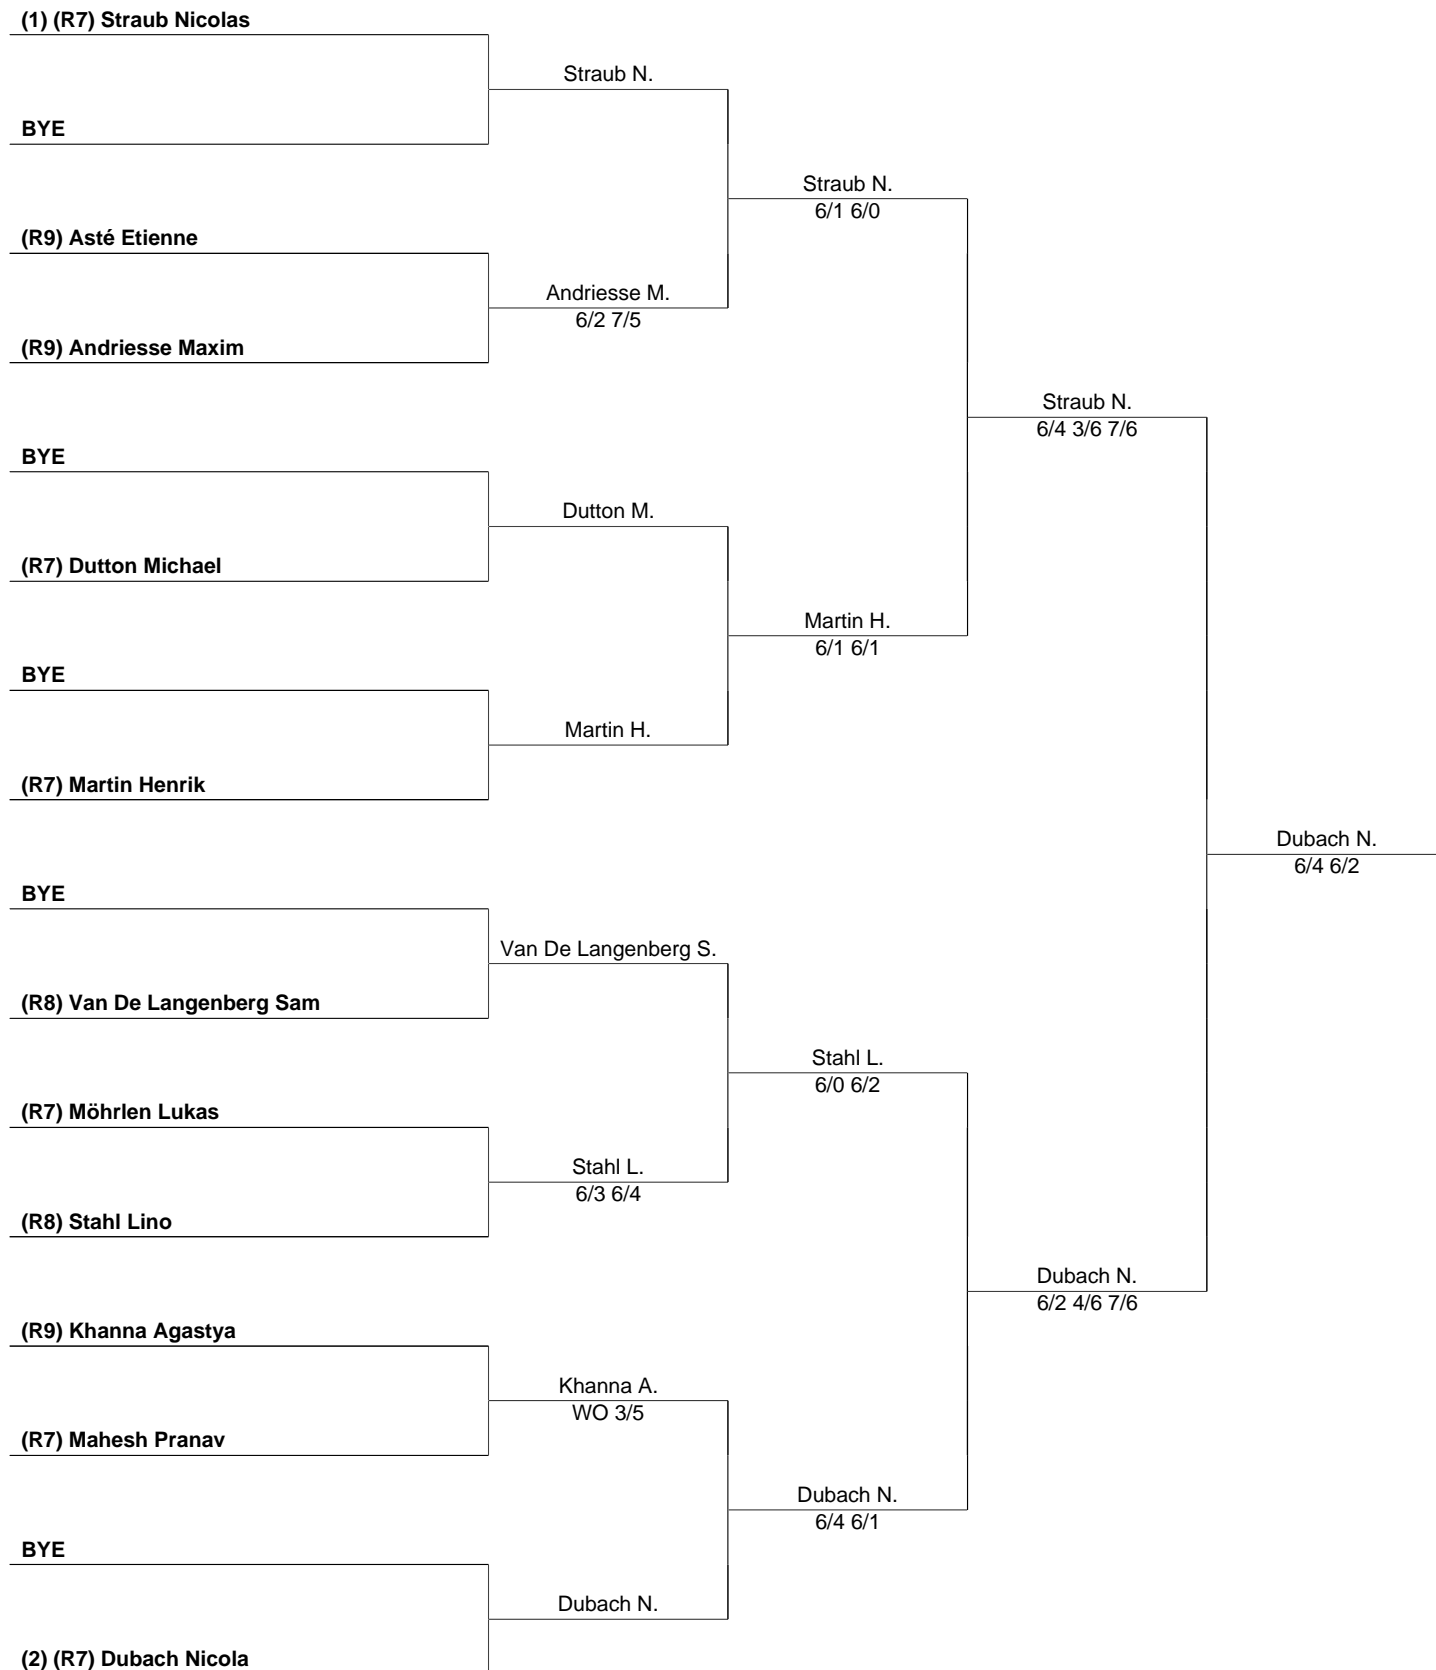 (1) (R7) Straub Nicolas
Straub N.
BYE
Straub N.
6/1 6/0
(R9) Asté Etienne
Andriesse M.
6/2 7/5
(R9) Andriesse Maxim
Straub N.
6/4 3/6 7/6
BYE
Dutton M.
(R7) Dutton Michael
Martin H.
6/1 6/1
BYE
Martin H.
(R7) Martin Henrik
Dubach N.
6/4 6/2
BYE
Van De Langenberg S.
(R8) Van De Langenberg Sam
Stahl L.
6/0 6/2
(R7) Möhrlen Lukas
Stahl L.
6/3 6/4
(R8) Stahl Lino
Dubach N.
6/2 4/6 7/6
(R9) Khanna Agastya
Khanna A.
WO 3/5
(R7) Mahesh Pranav
Dubach N.
6/4 6/1
BYE
Dubach N.
(2) (R7) Dubach Nicola